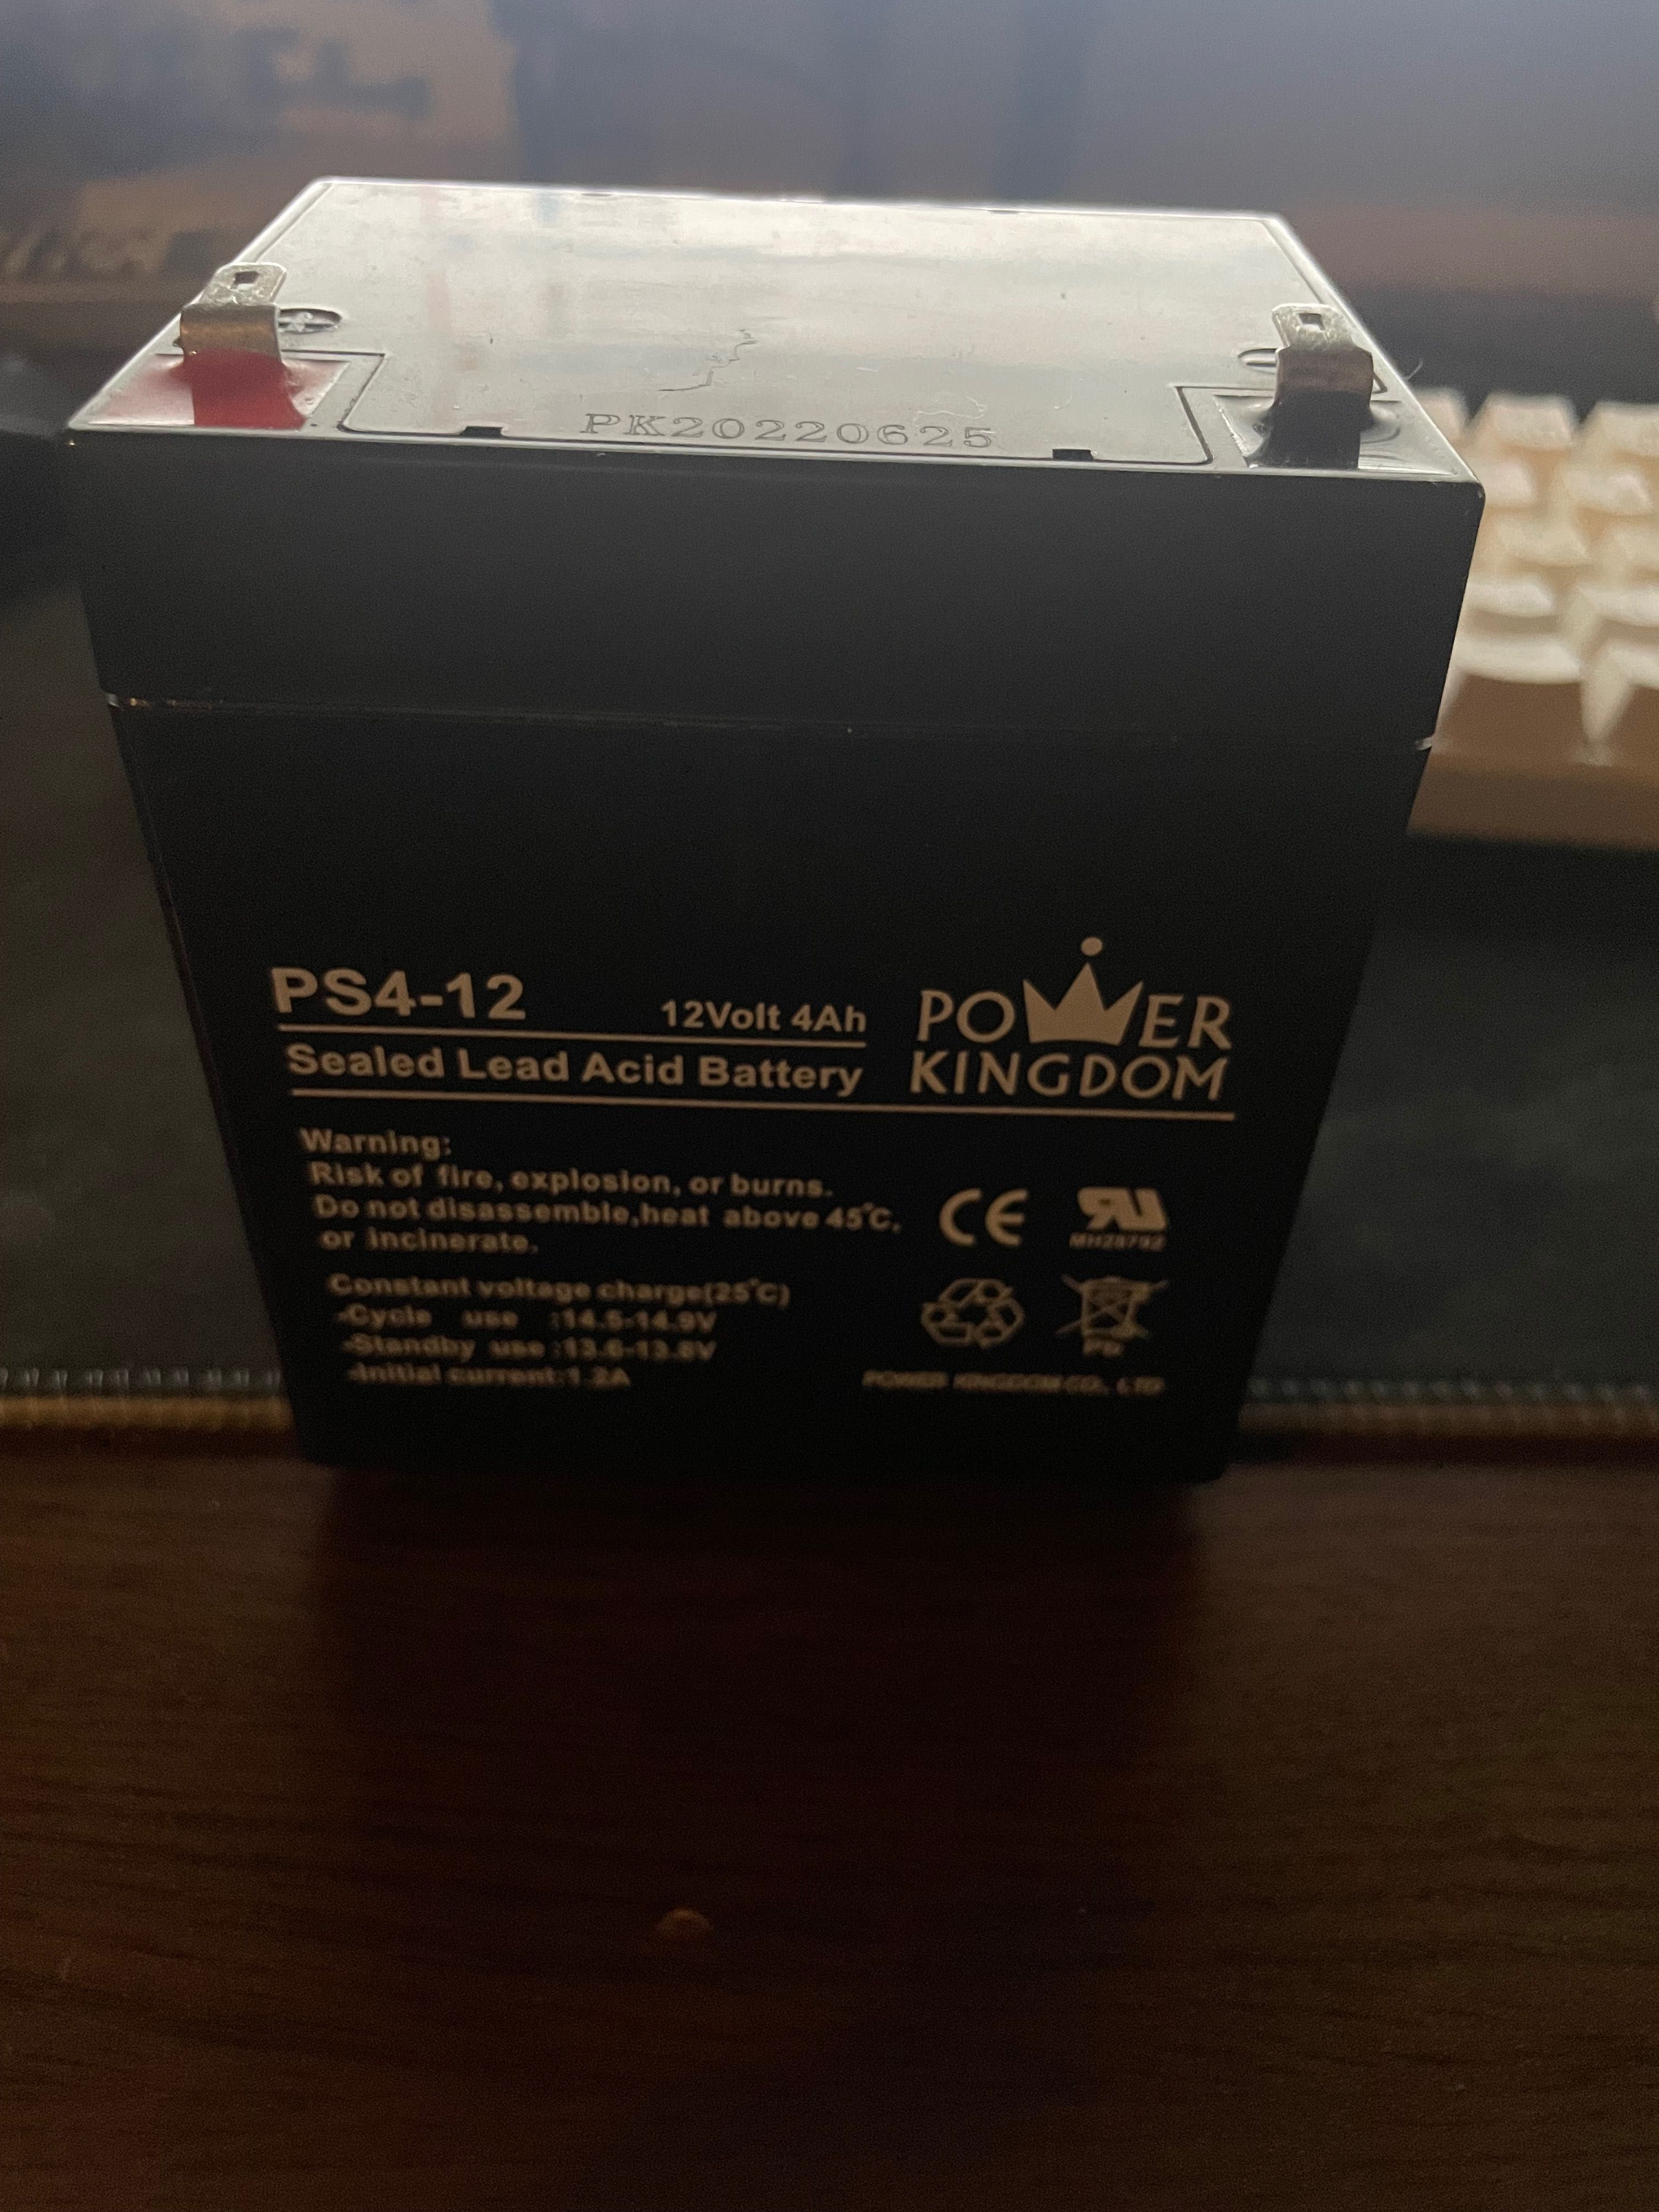 PK20220625
PS4-12
12Volt 4Ah
POWER
KINGDOM
Sealed Lead Acid Battery
Warning:
Risk of fire, explosion, or burns.
Do not disassemble,heat above 45°C,
or incinerate.
CE
Constant voltage charge(25°C)
-Cycle use :14.5-14.9V
-Standby use :13.6-13.8V
-Initial current:1.2A
Pb
POWER KINGDOM CO., LTD